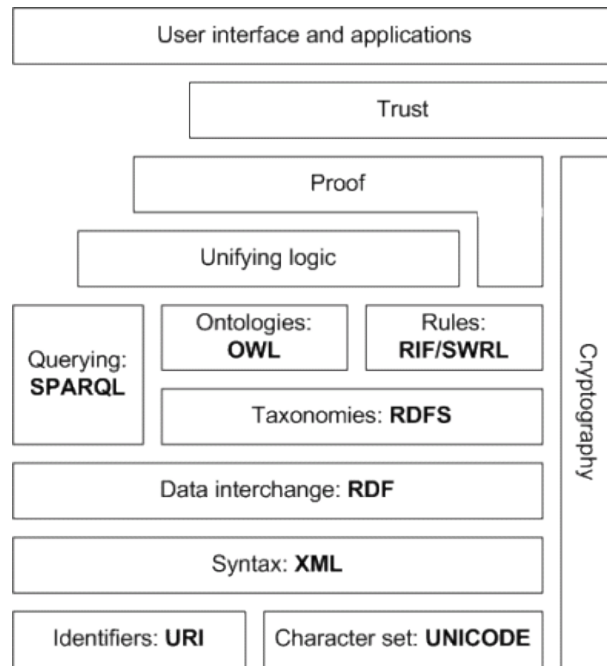 User interface and applications
Trust
Proof
Unifying logic
Querying:
SPARQL
Ontologies:
OWL
Rules:
RIF/SWRL
Taxonomies: RDFS
Cryptography
Data interchange: RDF
Syntax: XML
Identifiers: URI
Character set: UNICODE